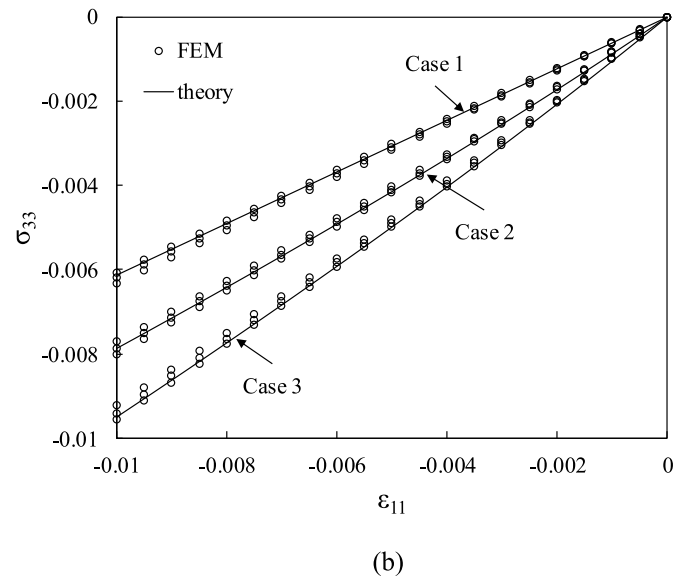 0
-0.002
-0.004
-0.006
-0.008
-0.01
σ33
FEM
theory
Case 1
Case 2
Case 3
-0.01 -0.008 -0.006 -0.004 -0.002 0
ε11
(b)